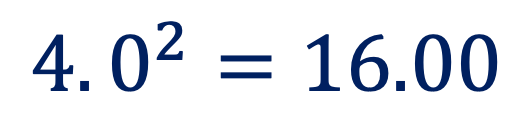 4.0² = 16.00